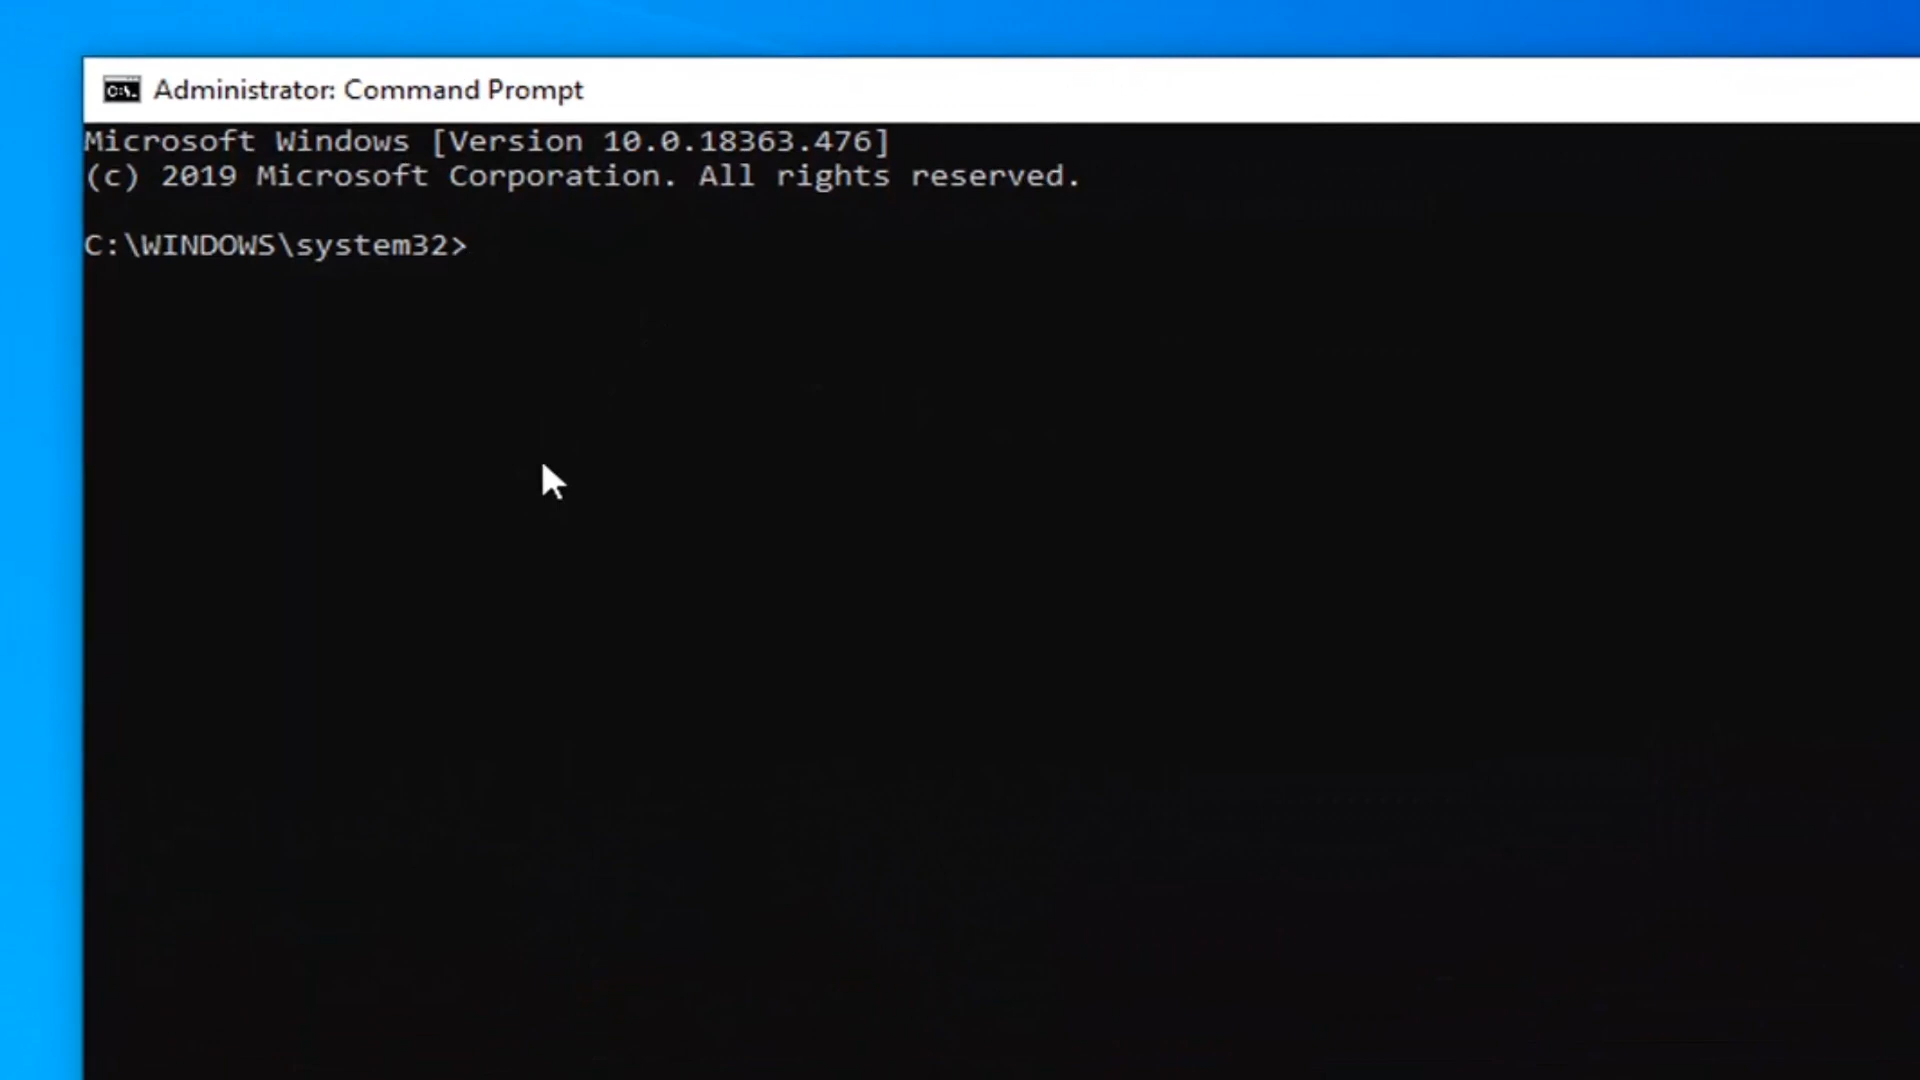 C:\.
Administrator: Command Prompt
Microsoft Windows [Version 10.0.18363.476]
(c) 2019 Microsoft Corporation. All rights reserved.
C:\WINDOWS\system32>